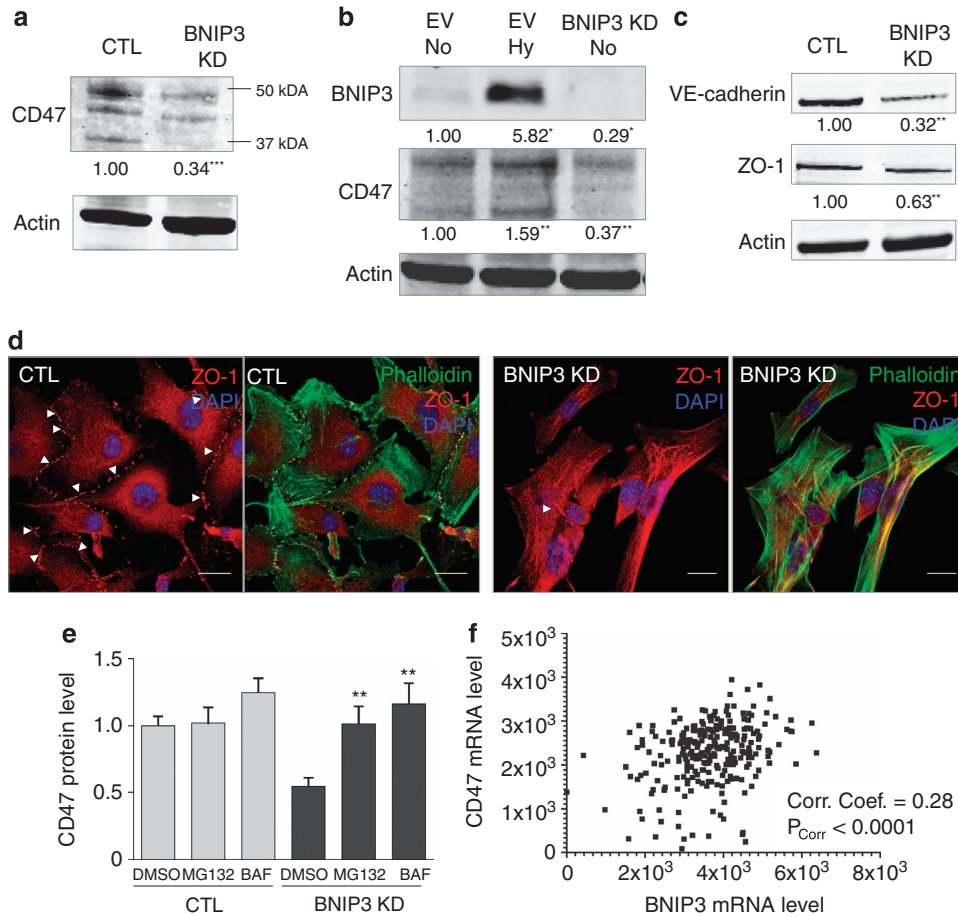 a
CTL
BNIP3 KD
CD47
50 kDA
37 kDA
1.00
0.34***
Actin
b
EV No
EV Hy
BNIP3 KD No
BNIP3
1.00
5.82*
0.29*
CD47
1.00
1.59**
0.37**
Actin
c
CTL
BNIP3 KD
VE-cadherin
1.00
0.32**
ZO-1
1.00
0.63**
Actin
d
CTL
ZO-1
DAPI
CTL
Phalloidin
ZO-1
DAPI
BNIP3 KD
ZO-1
DAPI
BNIP3 KD
Phalloidin
ZO-1
DAPI
e
CD47 protein level
1.5
1.0
0.5
0
**
**
DMSO MG132 BAF DMSO MG132 BAF
CTL
BNIP3 KD
f
CD47 mRNA level
5x10³
4x10³
3x10³
2x10³
1x10³
0
Corr. Coef. = 0.28
P_Corr < 0.0001
0 2x10³ 4x10³ 6x10³ 8x10³
BNIP3 mRNA level